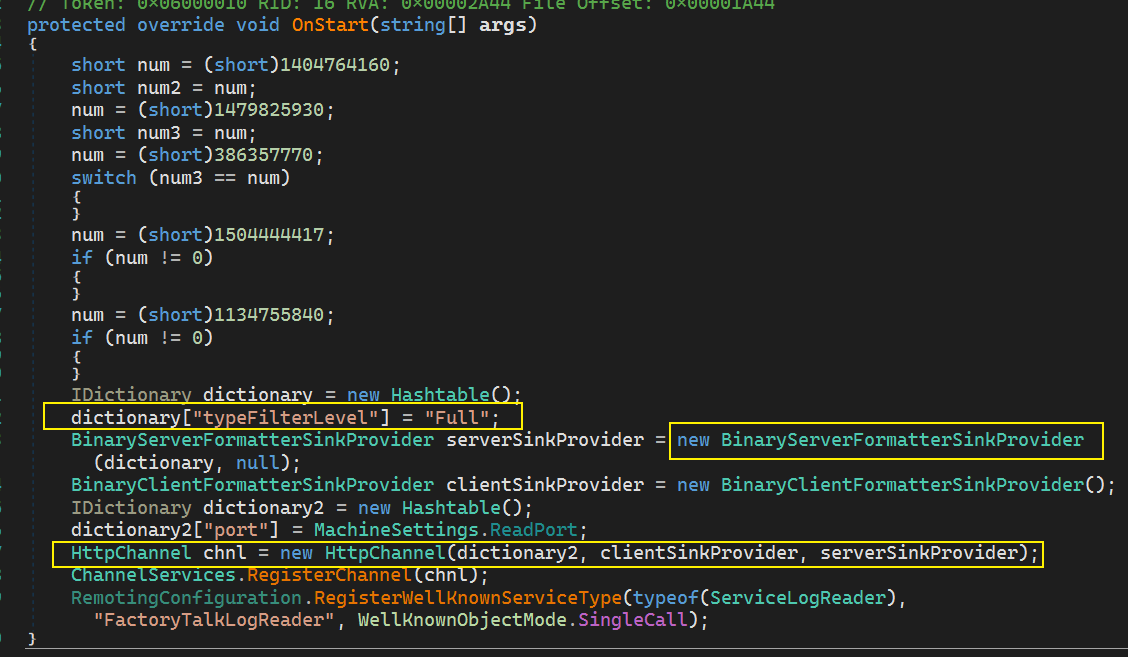 // Token: 0x06000010 RID: 16 RVA: 0x00002A44 File Offset: 0x00001A44
protected override void OnStart(string[] args)
{
short num = (short)1404764160;
short num2 = num;
num = (short)1479825930;
short num3 = num;
num = (short)386357770;
switch (num3 == num)
{
}
num = (short)1504444417;
if (num != 0)
{
}
num = (short)1134755840;
if (num != 0)
{
}
IDictionary dictionary = new Hashtable();
dictionary["typeFilterLevel"] = "Full";
BinaryServerFormatterSinkProvider serverSinkProvider = new BinaryServerFormatterSinkProvider
(dictionary, null);
BinaryClientFormatterSinkProvider clientSinkProvider = new BinaryClientFormatterSinkProvider();
IDictionary dictionary2 = new Hashtable();
dictionary2["port"] = MachineSettings.ReadPort;
HttpChannel chnl = new HttpChannel(dictionary2, clientSinkProvider, serverSinkProvider);
ChannelServices.RegisterChannel(chnl);
RemotingConfiguration.RegisterWellKnownServiceType(typeof(ServiceLogReader),
"FactoryTalkLogReader", WellKnownObjectMode.SingleCall);
}